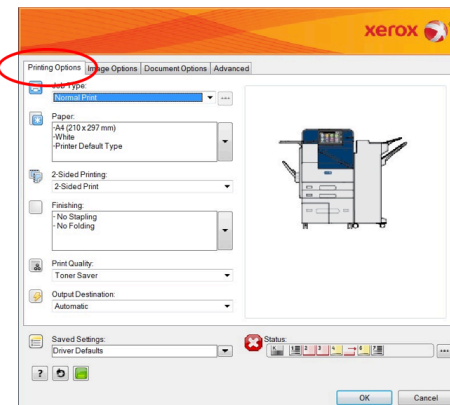 xerox
Printing Options Image Options Document Options Advanced
Job Type:
Normal Print
Paper:
-A4 (210 x 297 mm)
-White
-Printer Default Type
2-Sided Printing:
2-Sided Print
Finishing:
- No Stapling
- No Folding
Print Quality:
Toner Saver
Output Destination:
Automatic
Saved Settings:
Driver Defaults
Status:
?
OK Cancel